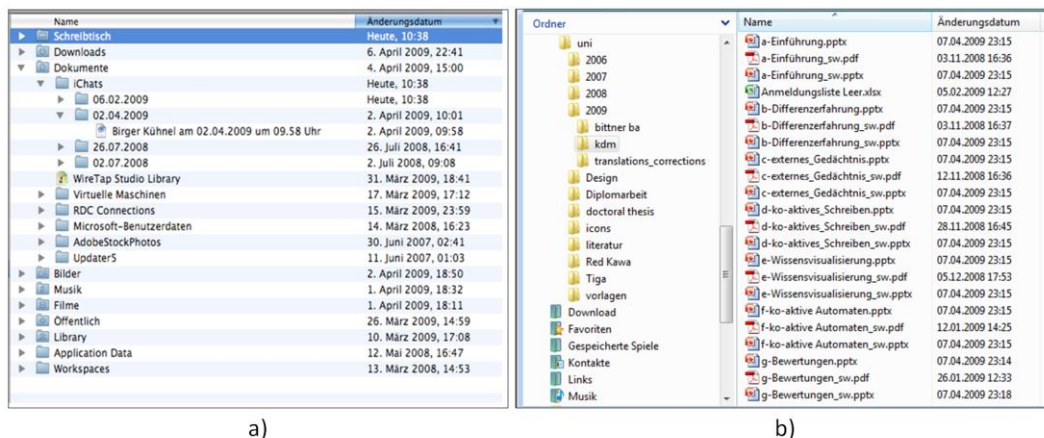 Name Änderungsdatum
Schreibtisch Heute, 10:38
Downloads 6. April 2009, 22:41
Dokumente 4. April 2009, 15:00
iChats Heute, 10:38
06.02.2009 Heute, 10:38
02.04.2009 2. April 2009, 10:01
Birger Kühnel am 02.04.2009 um 09.58 Uhr 2. April 2009, 09:58
26.07.2008 26. Juli 2008, 16:41
02.07.2008 2. Juli 2008, 09:08
WireTap Studio Library 31. März 2009, 18:41
Virtuelle Maschinen 17. März 2009, 17:12
RDC Connections 15. März 2009, 23:59
Microsoft-Benutzerdaten 14. März 2008, 16:23
AdobeStockPhotos 30. Juni 2007, 02:41
Updater5 11. Juni 2007, 01:03
Bilder 2. April 2009, 18:50
Musik 1. April 2009, 18:32
Filme 1. April 2009, 18:11
Öffentlich 26. März 2009, 14:59
Library 10. März 2009, 17:08
Application Data 12. Mai 2008, 16:47
Workspaces 13. März 2008, 14:53
a)
Ordner
uni
2006
2007
2008
2009
bittner ba
kdm
translations_corrections
Design
Diplomarbeit
doctoral thesis
icons
literatur
Red Kawa
Tiga
vorlagen
Download
Favoriten
Gespeicherte Spiele
Kontakte
Links
Musik
Name Änderungsdatum
a-Einführung.pptx 07.04.2009 23:15
a-Einführung_sw.pdf 03.11.2008 16:36
a-Einführung_sw.pptx 07.04.2009 23:15
Anmeldungsliste Leer.xlsx 05.02.2009 12:27
b-Differenzerfahrung.pptx 07.04.2009 23:15
b-Differenzerfahrung_sw.pdf 03.11.2008 16:37
b-Differenzerfahrung_sw.pptx 07.04.2009 23:15
c-externes_Gedächtnis.pptx 07.04.2009 23:15
c-externes_Gedächtnis_sw.pdf 12.11.2008 16:36
c-externes_Gedächtnis_sw.pptx 07.04.2009 23:15
d-ko-aktives_Schreiben.pptx 07.04.2009 23:15
d-ko-aktives_Schreiben_sw.pdf 28.11.2008 16:45
d-ko-aktives_Schreiben_sw.pptx 07.04.2009 23:15
e-Wissensvisualisierung.pptx 07.04.2009 23:15
e-Wissensvisualisierung_sw.pdf 05.12.2008 17:53
e-Wissensvisualisierung_sw.pptx 07.04.2009 23:15
f-ko-aktive Automaten.pptx 07.04.2009 23:15
f-ko-aktive Automaten_sw.pdf 12.01.2009 14:25
f-ko-aktive Automaten_sw.pptx 07.04.2009 23:15
g-Bewertungen.pptx 07.04.2009 23:14
g-Bewertungen_sw.pdf 26.01.2009 12:33
g-Bewertungen_sw.pptx 07.04.2009 23:18
b)